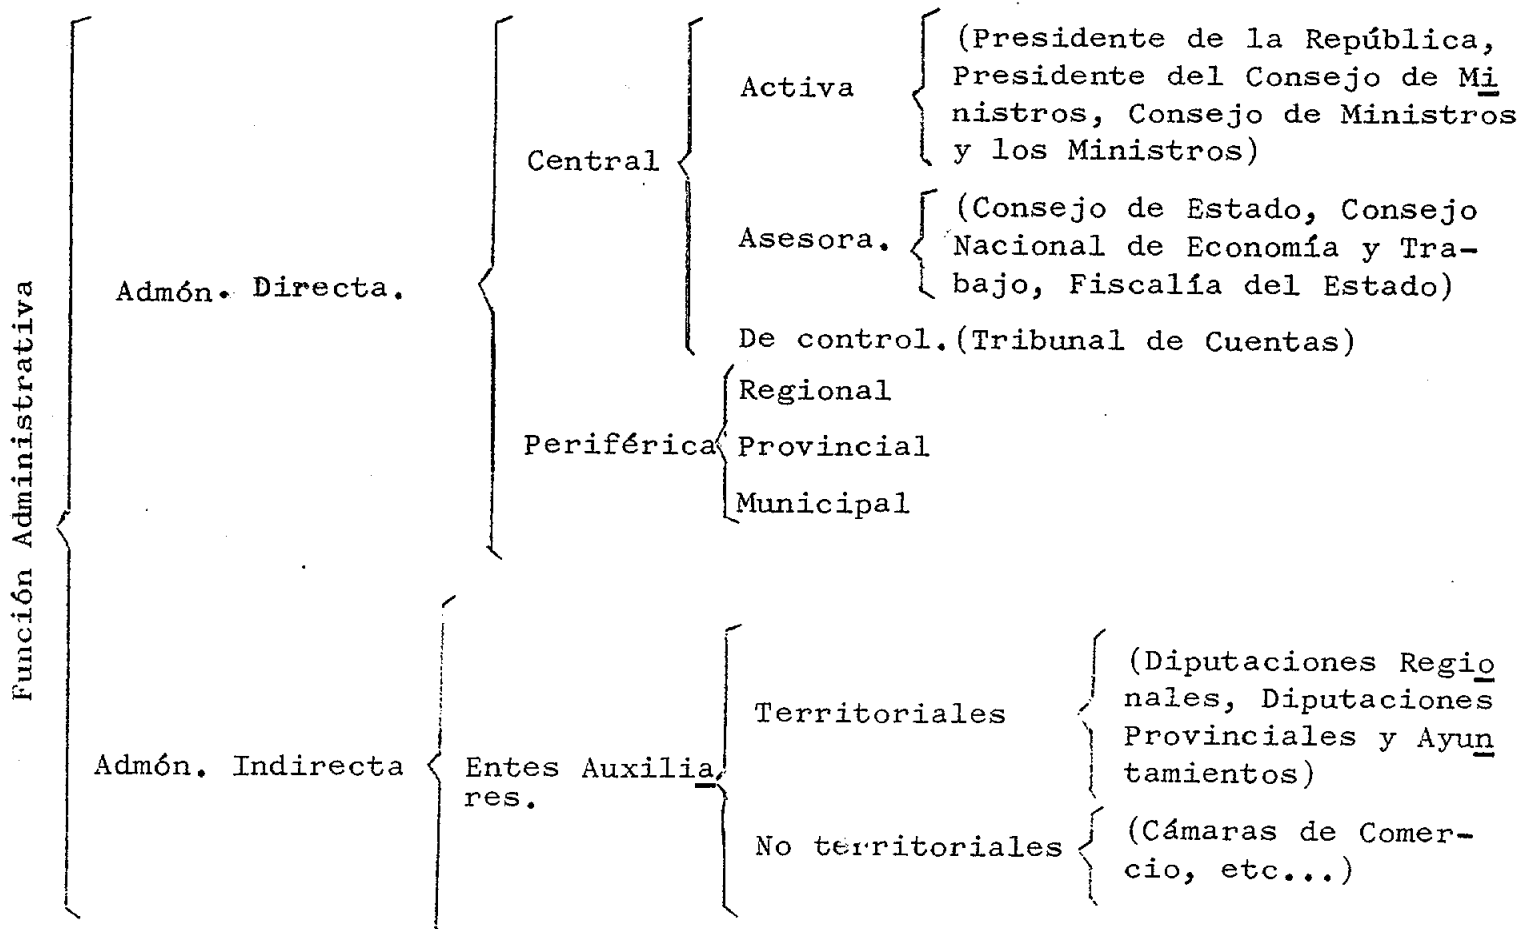 Función Administrativa
Admón. Directa.
Central
Activa
(Presidente de la República,
Presidente del Consejo de Mi
nistros, Consejo de Ministros
y los Ministros)
Asesora.
(Consejo de Estado, Consejo
Nacional de Economía y Tra-
bajo, Fiscalía del Estado)
De control. (Tribunal de Cuentas)
Periférica
Regional
Provincial
Municipal
Admón. Indirecta
Entes Auxilia
res.
Territoriales
(Diputaciones Regio
nales, Diputaciones
Provinciales y Ayun
tamientos)
No territoriales
(Cámaras de Comer-
cio, etc...)